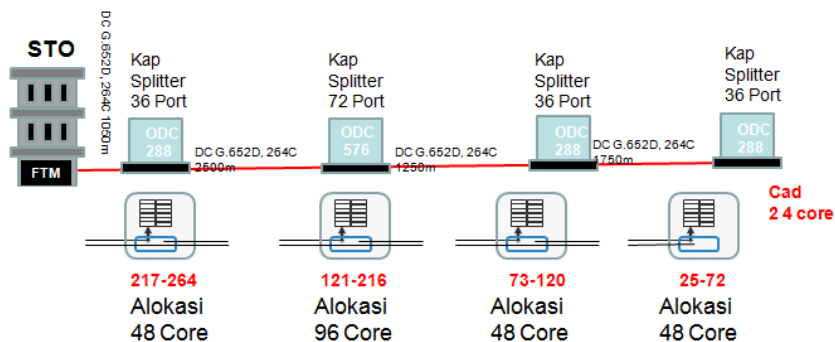 STO
DC G.652D, 264C 1050m
FTM
Kap
Splitter
36 Port
ODC
288
DC G.652D, 264C
2500m
Kap
Splitter
72 Port
ODC
576
DC G.652D, 264C
1250m
Kap
Splitter
36 Port
ODC
288
DC G.652D, 264C
1750m
Kap
Splitter
36 Port
ODC
288
Cad
2 4 core
217-264
Alokasi
48 Core
121-216
Alokasi
96 Core
73-120
Alokasi
48 Core
25-72
Alokasi
48 Core